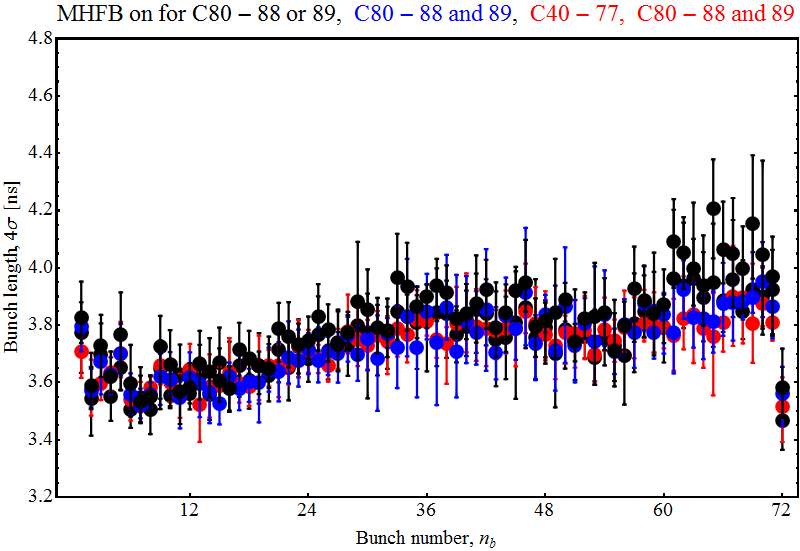 MHFB on for C80 – 88 or 89, C80 – 88 and 89, C40 – 77, C80 – 88 and 89
4.8
4.6
4.4
4.2
4.0
3.8
3.6
3.4
3.2
Bunch length, 4σ [ns]
12 24 36 48 60 72
Bunch number, n_b